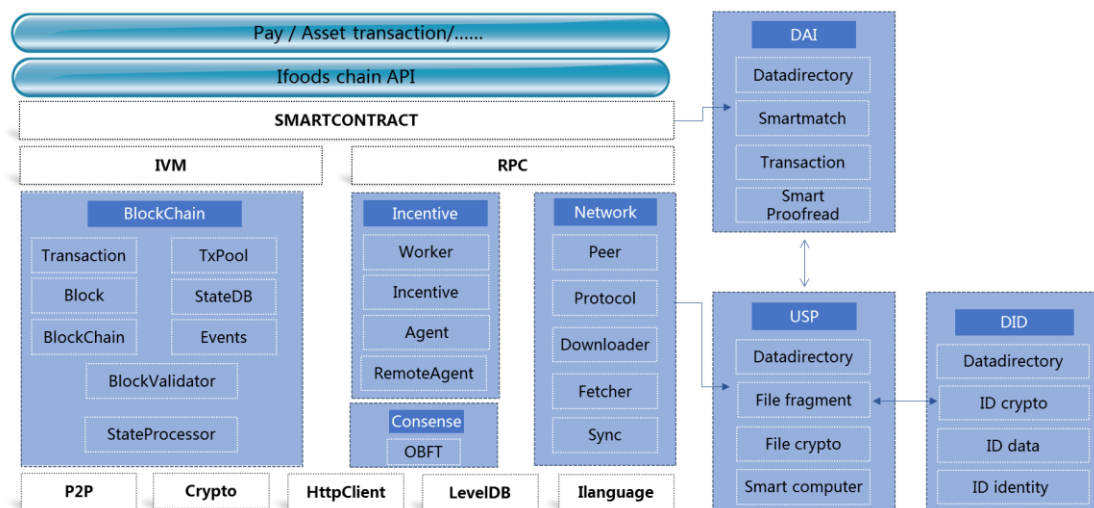 Pay / Asset transaction/......
Ifoods chain API
SMARTCONTRACT
IVM
RPC
BlockChain
Transaction
TxPool
Block
StateDB
BlockChain
Events
BlockValidator
StateProcessor
Incentive
Worker
Incentive
Agent
RemoteAgent
Consense
OBFT
Network
Peer
Protocol
Downloader
Fetcher
Sync
P2P
Crypto
HttpClient
LevelDB
Ilanguage
DAI
Datadirectory
Smartmatch
Transaction
Smart
Proofread
USP
Datadirectory
File fragment
File crypto
Smart computer
DID
Datadirectory
ID crypto
ID data
ID identity